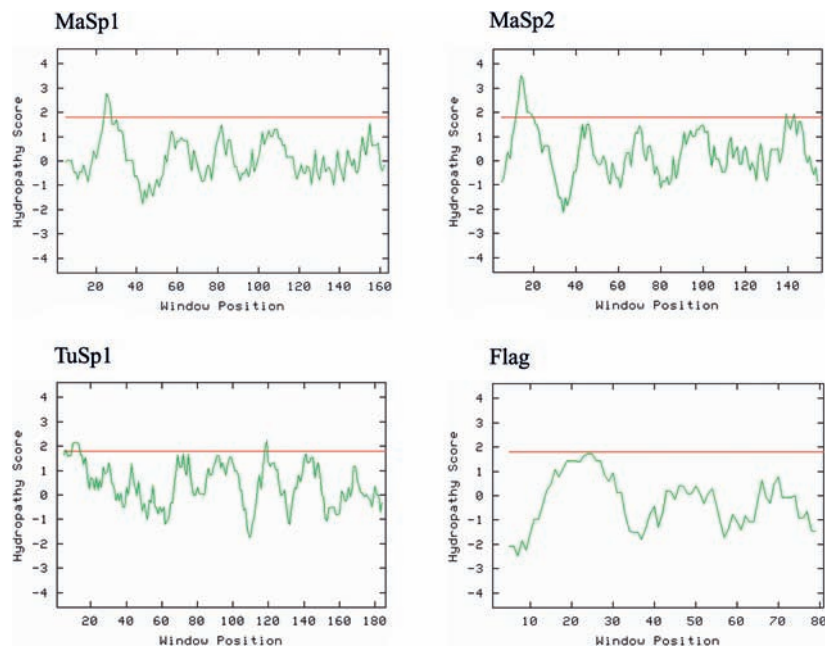 MaSp1
MaSp2
4
3
2
1
0
-1
-2
-3
-4
Hydropathy Score
20 40 60 80 100 120 140 160
Window Position
4
3
2
1
0
-1
-2
-3
-4
Hydropathy Score
20 40 60 80 100 120 140
Window Position
TuSp1
Flag
4
3
2
1
0
-1
-2
-3
-4
Hydropathy Score
20 40 60 80 100 120 140 160 180
Window Position
4
3
2
1
0
-1
-2
-3
-4
Hydropathy Score
10 20 30 40 50 60 70 80
Window Position